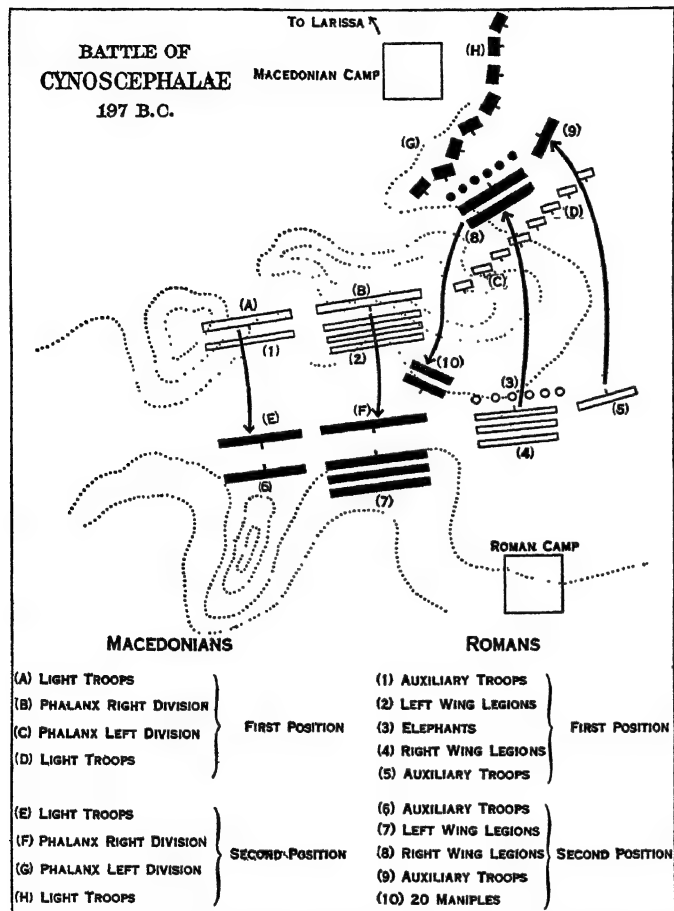 BATTLE OF
CYNOSCEPHALAE
197 B.C.
TO LARISSA
MACEDONIAN CAMP
(H)
(G)
(9)
(D)
(8)
(C)
(A)
(B)
(1)
(2)
(10)
(3)
(5)
(4)
(E)
(F)
(6)
(7)
ROMAN CAMP
MACEDONIANS
(A) LIGHT TROOPS
(B) PHALANX RIGHT DIVISION
(C) PHALANX LEFT DIVISION
(D) LIGHT TROOPS
FIRST POSITION
(E) LIGHT TROOPS
(F) PHALANX RIGHT DIVISION
(G) PHALANX LEFT DIVISION
(H) LIGHT TROOPS
SECOND POSITION
ROMANS
(1) AUXILIARY TROOPS
(2) LEFT WING LEGIONS
(3) ELEPHANTS
(4) RIGHT WING LEGIONS
(5) AUXILIARY TROOPS
FIRST POSITION
(6) AUXILIARY TROOPS
(7) LEFT WING LEGIONS
(8) RIGHT WING LEGIONS
(9) AUXILIARY TROOPS
(10) 20 MANIPLES
SECOND POSITION